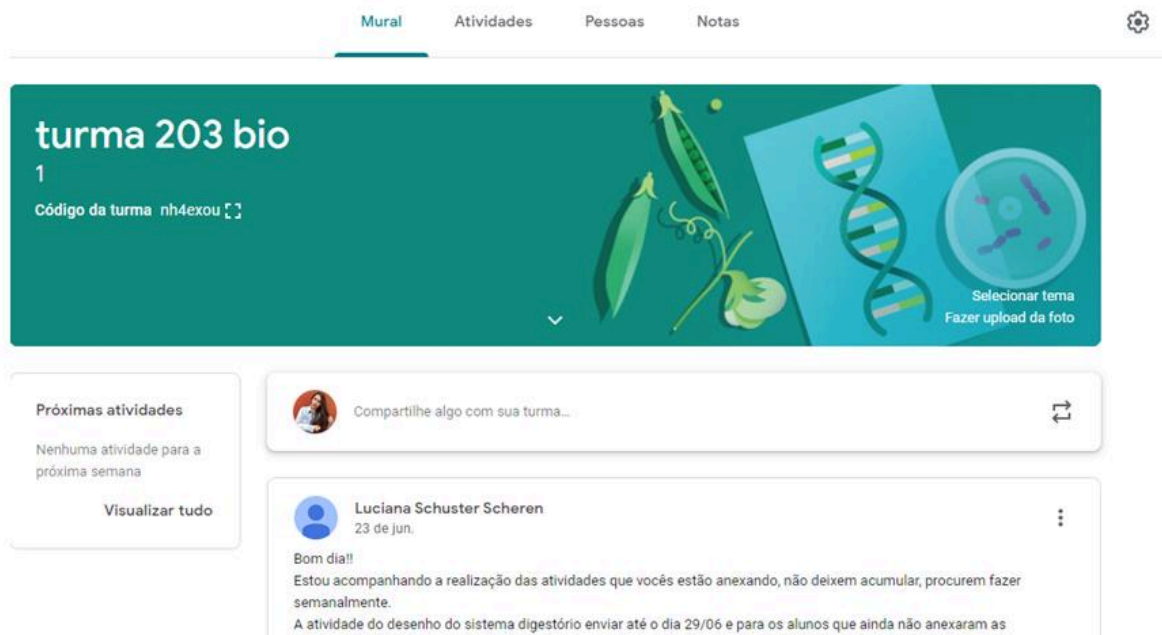 Mural Atividades Pessoas Notas
turma 203 bio
1
Código da turma nh4exou
Selecionar tema
Fazer upload da foto
Próximas atividades
Nenhuma atividade para a
próxima semana
Visualizar tudo
Compartilhe algo com sua turma...
Luciana Schuster Scheren
23 de jun.
Bom dia!!
Estou acompanhando a realização das atividades que vocês estão anexando, não deixem acumular, procurem fazer
semanalmente.
A atividade do desenho do sistema digestório enviar até o dia 29/06 e para os alunos que ainda não anexaram as